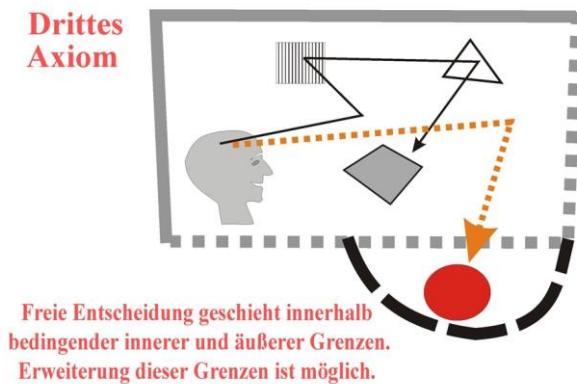 Drittes
Axiom
Freie Entscheidung geschieht innerhalb
bedingender innerer und äußerer Grenzen.
Erweiterung dieser Grenzen ist möglich.